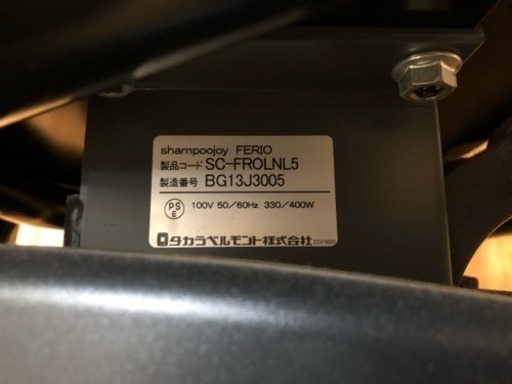 shampoojoy FERIO
製品コード SC-FROLNL5
製造番号 BG13J3005
PS E 100V 50/60Hz 330/400W
タカラベルモント株式会社